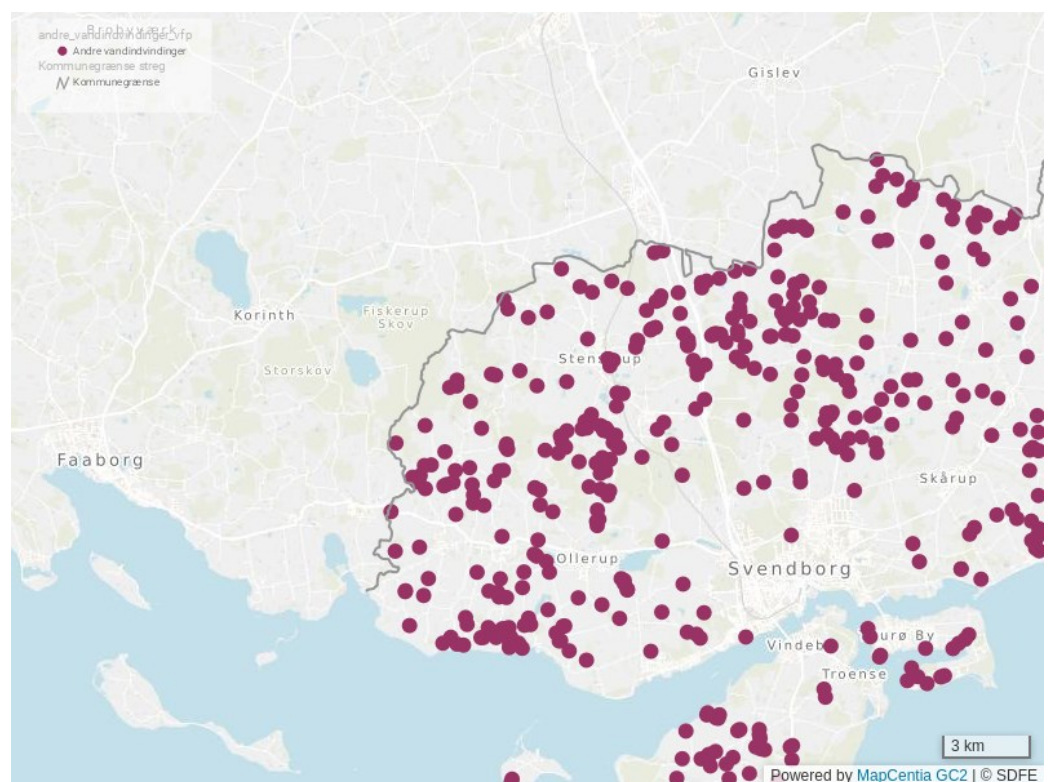 Brobyværk
andre_vandindvindinger_vfp
Andre vandindvindinger
Kommunegrænse streg
Kommunegrænse
Gislev
Korinth
Fiskerup
Skov
Storskov
Stenstrup
Faaborg
Skårup
Ollerup
Svendborg
Vindeb
urø By
Troense
3 km
Powered by MapCentia GC2 | © SDFE